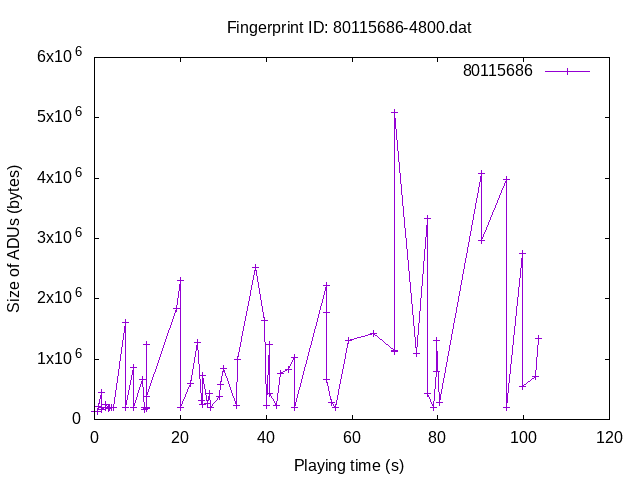 Fingerprint ID: 80115686-4800.dat
6x10^6
80115686
5x10^6
4x10^6
3x10^6
2x10^6
1x10^6
0
Size of ADUs (bytes)
0 20 40 60 80 100 120
Playing time (s)